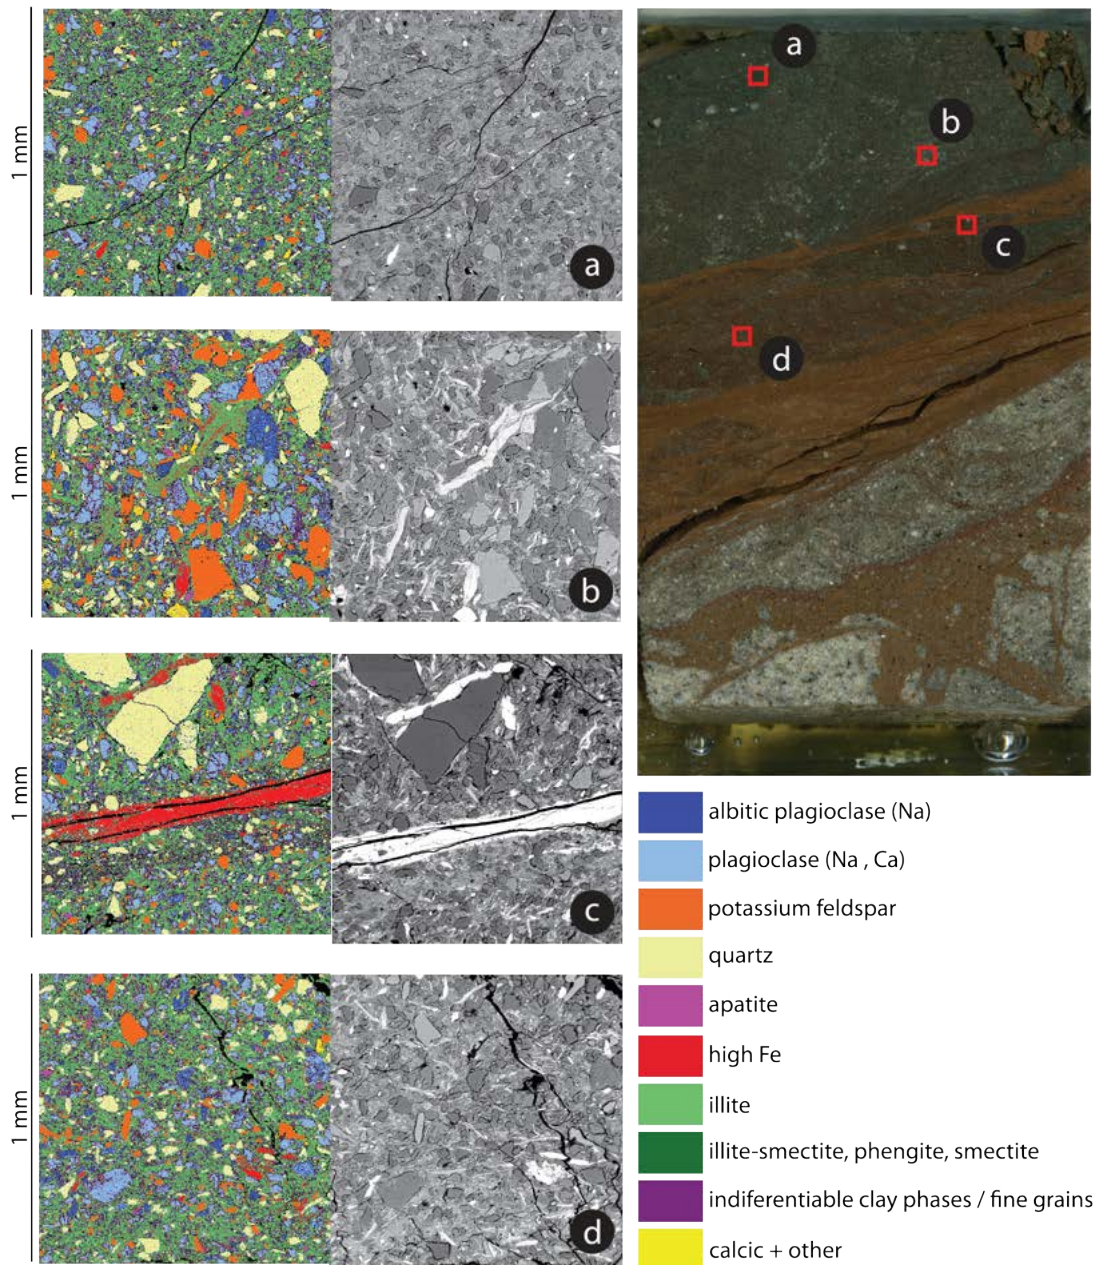 1 mm
a
1 mm
b
1 mm
c
1 mm
d
a
b
c
d
albitic plagioclase (Na)
plagioclase (Na , Ca)
potassium feldspar
quartz
apatite
high Fe
illite
illite-smectite, phengite, smectite
indiferentiable clay phases / fine grains
calcic + other